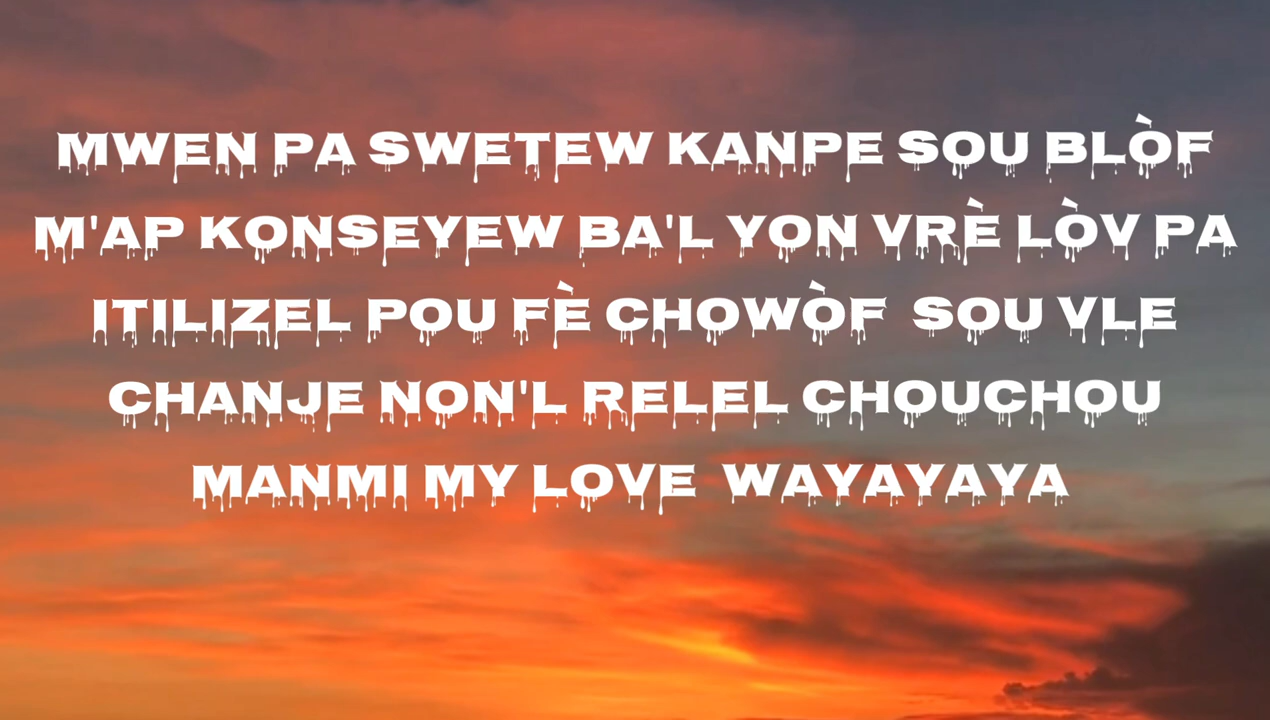 MWEN PA SWETEW KANPE SOU BLÒF
M'AP KONSEYEW BA'L YON VRÈ LÒV PA
ITILIZEL POU FÈ CHOWÒF SOU VLE
CHANJE NON'L RELEL CHOUCHOU
MANMI MY LOVE WAYAYAYA